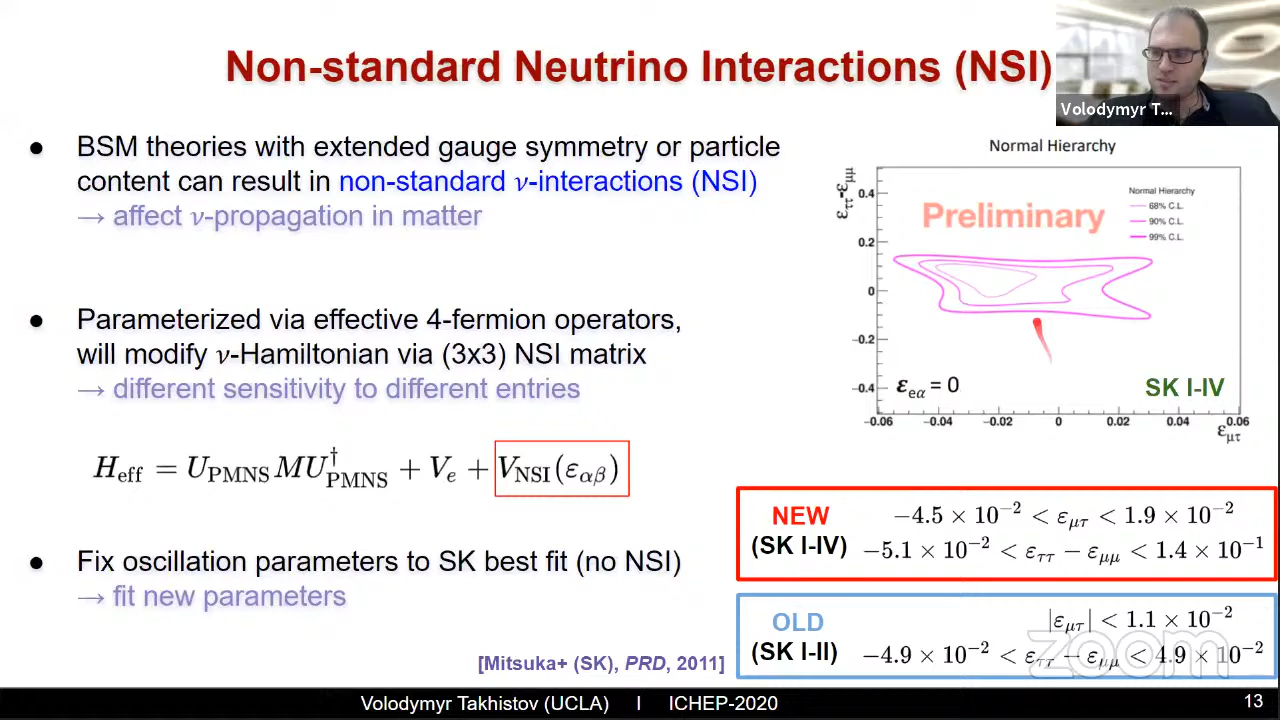 Non-standard Neutrino Interactions (NSI)
Volodymyr T...
● BSM theories with extended gauge symmetry or particle
content can result in non-standard ν-interactions (NSI)
→ affect ν-propagation in matter
● Parameterized via effective 4-fermion operators,
will modify ν-Hamiltonian via (3x3) NSI matrix
→ different sensitivity to different entries
H_eff = U_PMNS M U†_PMNS + V_e + V_NSI(ε_αβ)
● Fix oscillation parameters to SK best fit (no NSI)
→ fit new parameters
[Mitsuka+ (SK), PRD, 2011]
Normal Hierarchy
ε_ττ-ε_μμ
0.4
0.2
0
−0.2
−0.4
Preliminary
Normal Hierarchy
68% C.L.
90% C.L.
99% C.L.
ε_eα = 0
SK I-IV
-0.06 -0.04 -0.02 0 0.02 0.04 0.06
ε_μτ
NEW
(SK I-IV)
−4.5 × 10⁻² < ε_μτ < 1.9 × 10⁻²
−5.1 × 10⁻² < ε_ττ − ε_μμ < 1.4 × 10⁻¹
OLD
(SK I-II)
|ε_μτ| < 1.1 × 10⁻²
−4.9 × 10⁻² < ε_ττ − ε_μμ < 4.9 × 10⁻²
zoom
Volodymyr Takhistov (UCLA) I ICHEP-2020
13